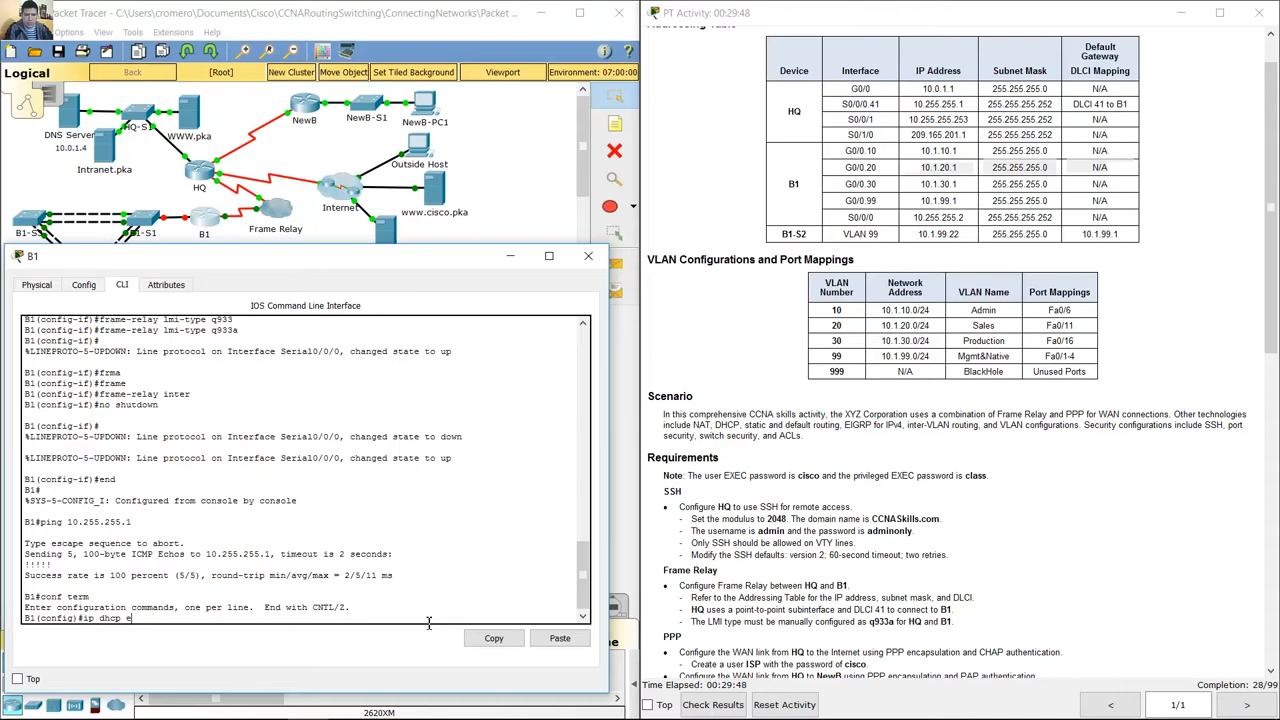 Packet Tracer - C:\Users\cromero\Documents\Cisco\CCNARoutingSwitching\ConnectingNetworks\Packet ...
Options View Tools Extensions Help
Logical Back [Root] New Cluster Move Object Set Tiled Background Viewport Environment: 07:00:00
DNS Server
10.0.1.4
HQ-S1
WWW.pka
Intranet.pka
HQ
NewB
NewB-S1
NewB-PC1
Outside Host
Internet
www.cisco.pka
Frame Relay
B1-S1
B1
B1
Physical Config CLI Attributes
IOS Command Line Interface
B1(config-if)#frame-relay lmi-type q933
B1(config-if)#frame-relay lmi-type q933a
B1(config-if)#
%LINEPROTO-5-UPDOWN: Line protocol on Interface Serial0/0/0, changed state to up
B1(config-if)#frma
B1(config-if)#frame
B1(config-if)#frame-relay inter
B1(config-if)#no shutdown
B1(config-if)#
%LINEPROTO-5-UPDOWN: Line protocol on Interface Serial0/0/0, changed state to down
%LINEPROTO-5-UPDOWN: Line protocol on Interface Serial0/0/0, changed state to up
B1(config-if)#end
B1#
%SYS-5-CONFIG_I: Configured from console by console
B1#ping 10.255.255.1
Type escape sequence to abort.
Sending 5, 100-byte ICMP Echos to 10.255.255.1, timeout is 2 seconds:
!!!!!
Success rate is 100 percent (5/5), round-trip min/avg/max = 2/5/11 ms
B1#conf term
Enter configuration commands, one per line. End with CNTL/Z.
B1(config)#ip dhcp e
Copy Paste
Top
2620XM
PT Activity: 00:29:48
Addressing Table
Device Interface IP Address Subnet Mask Default Gateway
DLCI Mapping
HQ G0/0 10.0.1.1 255.255.255.0 N/A
S0/0/0.41 10.255.255.1 255.255.255.252 DLCI 41 to B1
S0/0/1 10.255.255.253 255.255.255.252 N/A
S0/1/0 209.165.201.1 255.255.255.252 N/A
B1 G0/0.10 10.1.10.1 255.255.255.0 N/A
G0/0.20 10.1.20.1 255.255.255.0 N/A
G0/0.30 10.1.30.1 255.255.255.0 N/A
G0/0.99 10.1.99.1 255.255.255.0 N/A
S0/0/0 10.255.255.2 255.255.255.252 N/A
B1-S2 VLAN 99 10.1.99.22 255.255.255.0 10.1.99.1
VLAN Configurations and Port Mappings
VLAN Number Network Address VLAN Name Port Mappings
10 10.1.10.0/24 Admin Fa0/6
20 10.1.20.0/24 Sales Fa0/11
30 10.1.30.0/24 Production Fa0/16
99 10.1.99.0/24 Mgmt&Native Fa0/1-4
999 N/A BlackHole Unused Ports
Scenario
In this comprehensive CCNA skills activity, the XYZ Corporation uses a combination of Frame Relay and PPP for WAN connections. Other technologies
include NAT, DHCP, static and default routing, EIGRP for IPv4, inter-VLAN routing, and VLAN configurations. Security configurations include SSH, port
security, switch security, and ACLs.
Requirements
Note: The user EXEC password is cisco and the privileged EXEC password is class.
SSH
• Configure HQ to use SSH for remote access.
- Set the modulus to 2048. The domain name is CCNASkills.com.
- The username is admin and the password is adminonly.
- Only SSH should be allowed on VTY lines.
- Modify the SSH defaults: version 2; 60-second timeout; two retries.
Frame Relay
• Configure Frame Relay between HQ and B1.
- Refer to the Addressing Table for the IP address, subnet mask, and DLCI.
- HQ uses a point-to-point subinterface and DLCI 41 to connect to B1.
- The LMI type must be manually configured as q933a for HQ and B1.
PPP
• Configure the WAN link from HQ to the Internet using PPP encapsulation and CHAP authentication.
- Create a user ISP with the password of cisco.
• Configure the WAN link from HQ to NewB using PPP encapsulation and PAP authentication.
Time Elapsed: 00:29:48 Completion: 28/99
Top Check Results Reset Activity < 1/1 >